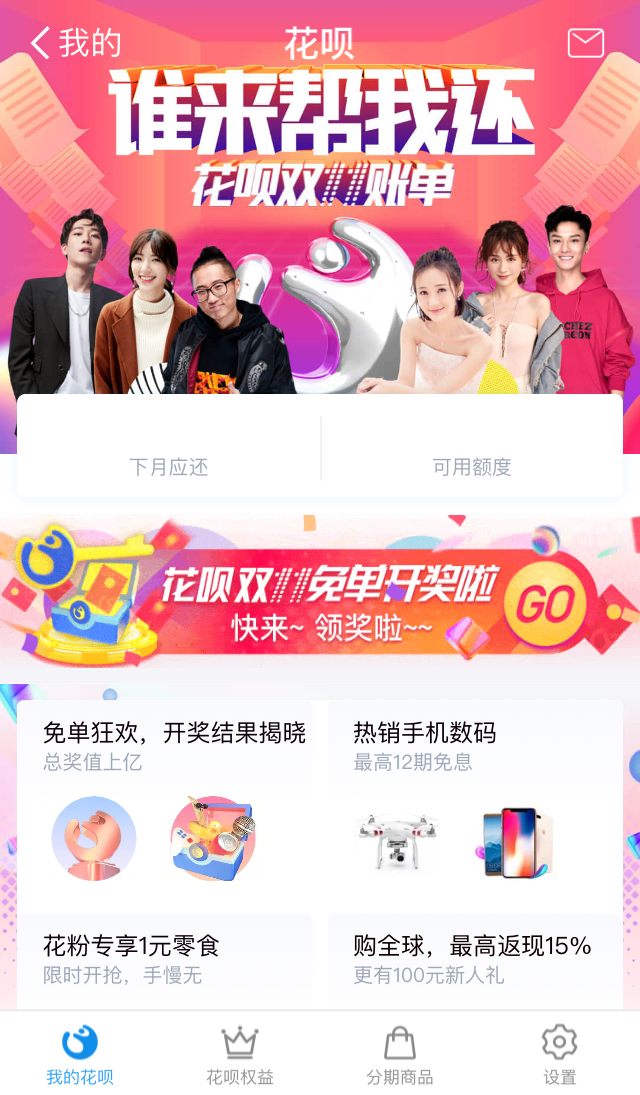 我的
花呗
谁来帮我还
花呗双11账单
下月应还
可用额度
花呗双11免单开奖啦
快来~ 领奖啦~~
GO
免单狂欢，开奖结果揭晓
总奖值上亿
热销手机数码
最高12期免息
花粉专享1元零食
限时开抢，手慢无
购全球，最高返现15%
更有100元新人礼
我的花呗
花呗权益
分期商品
设置